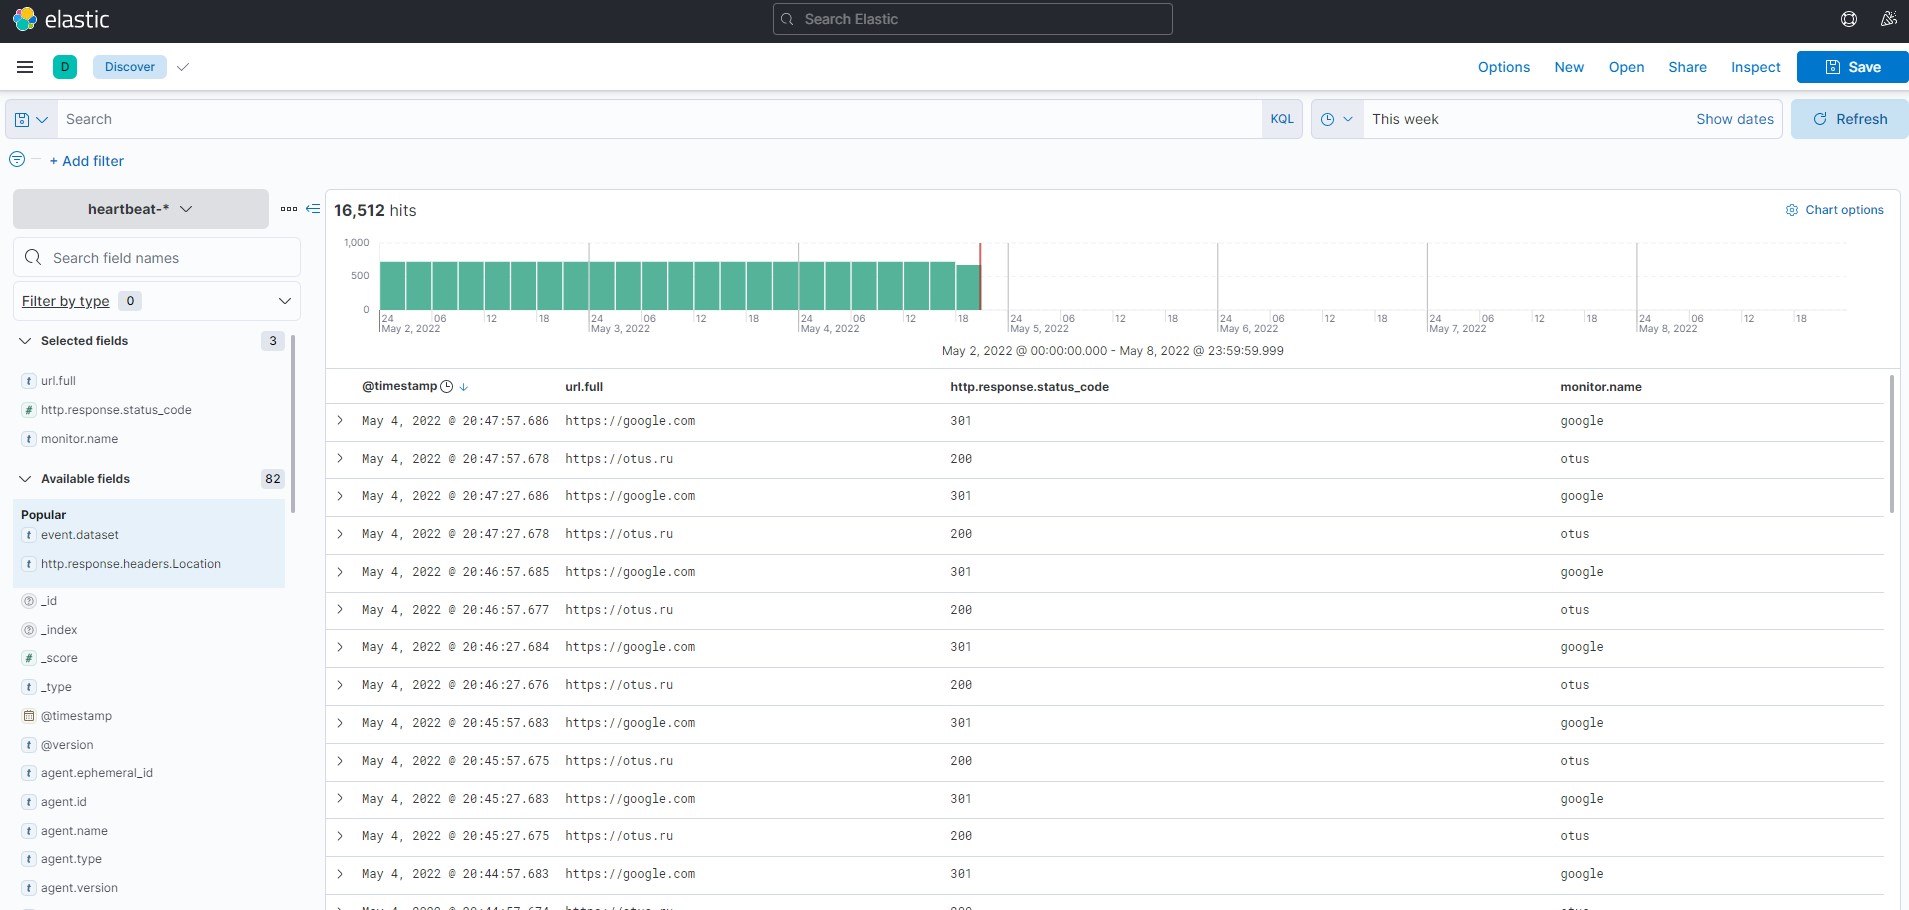 elastic
Search Elastic
D
Discover
Options New Open Share Inspect Save
Search
KQL
This week
Show dates
Refresh
+ Add filter
heartbeat-*
Search field names
Filter by type 0
Selected fields 3
t url.full
# http.response.status_code
t monitor.name
Available fields 82
Popular
t event.dataset
t http.response.headers.Location
_id
_index
# _score
t _type
@timestamp
t @version
t agent.ephemeral_id
t agent.id
t agent.name
t agent.type
t agent.version
16,512 hits
Chart options
1,000
500
0
24 06 12 18 24 06 12 18 24 06 12 18 24 06 12 18 24 06 12 18 24 06 12 18 24 06 12 18
May 2, 2022 May 3, 2022 May 4, 2022 May 5, 2022 May 6, 2022 May 7, 2022 May 8, 2022
May 2, 2022 @ 00:00:00.000 - May 8, 2022 @ 23:59:59.999
@timestamp url.full http.response.status_code monitor.name
May 4, 2022 @ 20:47:57.686 https://google.com 301 google
May 4, 2022 @ 20:47:57.678 https://otus.ru 200 otus
May 4, 2022 @ 20:47:27.686 https://google.com 301 google
May 4, 2022 @ 20:47:27.678 https://otus.ru 200 otus
May 4, 2022 @ 20:46:57.685 https://google.com 301 google
May 4, 2022 @ 20:46:57.677 https://otus.ru 200 otus
May 4, 2022 @ 20:46:27.684 https://google.com 301 google
May 4, 2022 @ 20:46:27.676 https://otus.ru 200 otus
May 4, 2022 @ 20:45:57.683 https://google.com 301 google
May 4, 2022 @ 20:45:57.675 https://otus.ru 200 otus
May 4, 2022 @ 20:45:27.683 https://google.com 301 google
May 4, 2022 @ 20:45:27.675 https://otus.ru 200 otus
May 4, 2022 @ 20:44:57.683 https://google.com 301 google